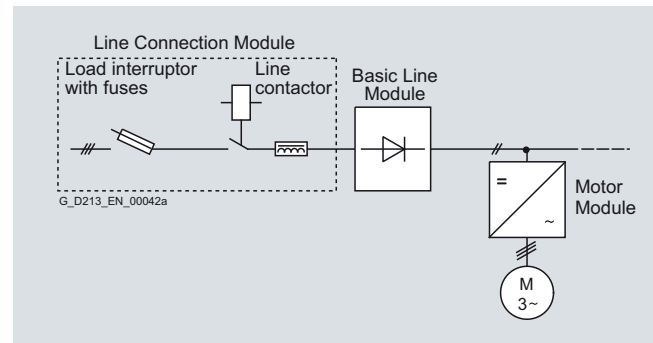 Line Connection Module
Load interruptor
with fuses
Line
contactor
Basic Line
Module
G_D213_EN_00042a
=
~
Motor
Module
M
3~